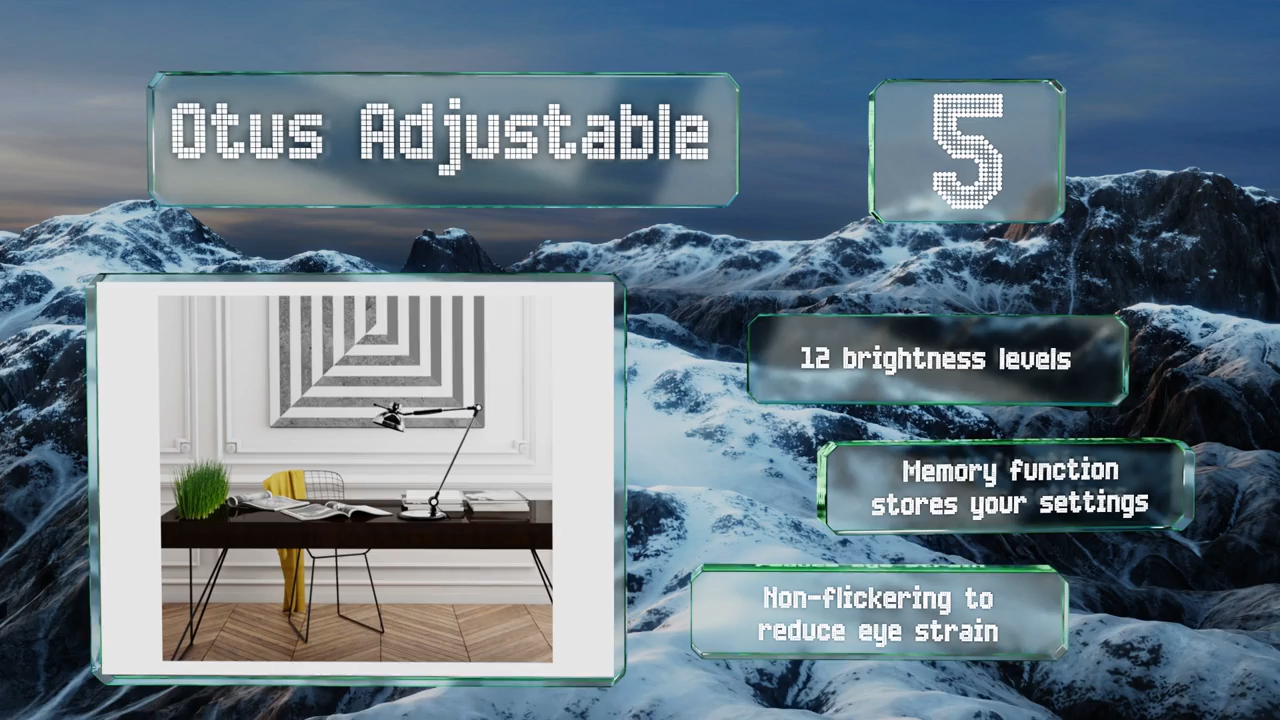 Otus Adjustable
5
12 brightness levels
Memory function
stores your settings
Non-flickering to
reduce eye strain